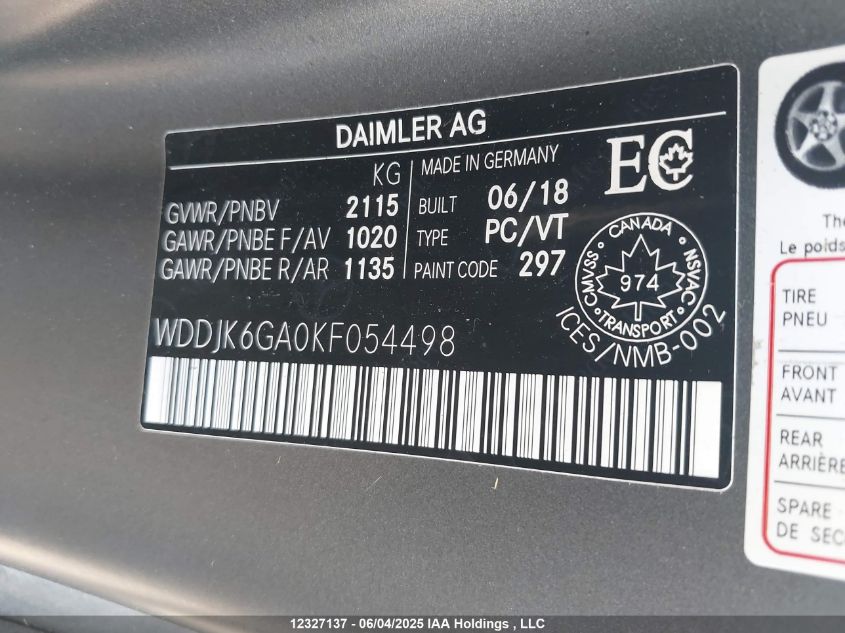 DAIMLER AG
KG
GVWR/PNBV 2115
GAWR/PNBE F/AV 1020
GAWR/PNBE R/AR 1135
MADE IN GERMANY
BUILT 06/18
TYPE PC/VT
PAINT CODE 297
EC
CANADA
CMVSS 974 NSVAC
TRANSPORT
ICES/NMB-002
WDDJK6GA0KF054498
The
Le poids
TIRE
PNEU
FRONT
AVANT
REAR
ARRIÈRE
SPARE
DE SEC
12327137 - 06/04/2025 IAA Holdings , LLC